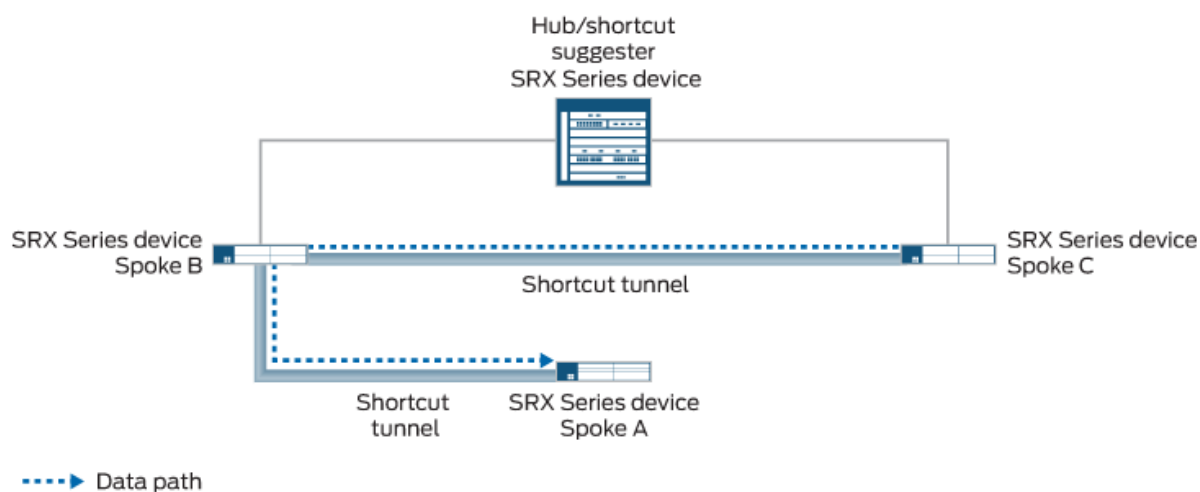 Hub/shortcut
suggester
SRX Series device
SRX Series device
Spoke B
SRX Series device
Spoke C
Shortcut tunnel
Shortcut
tunnel
SRX Series device
Spoke A
Data path